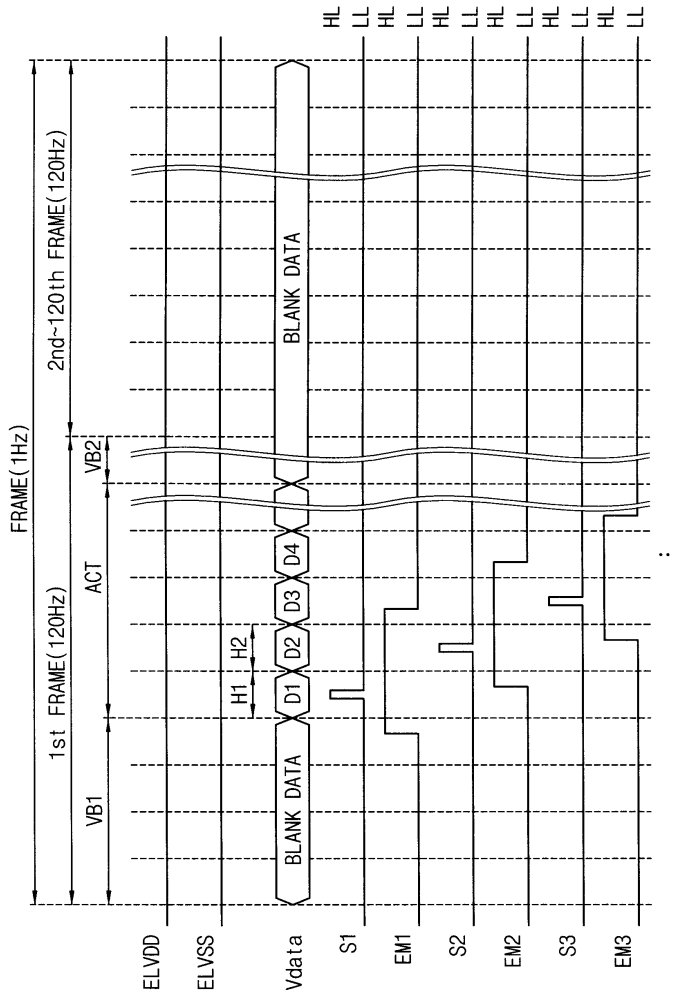 FRAME(1Hz)
1st FRAME(120Hz)
2nd~120th FRAME(120Hz)
VB1
ACT
VB2
H1
H2
ELVDD
ELVSS
Vdata
BLANK DATA
D1
D2
D3
D4
BLANK DATA
S1
HL
LL
EM1
HL
LL
S2
HL
LL
EM2
HL
LL
S3
HL
LL
EM3
HL
LL
: